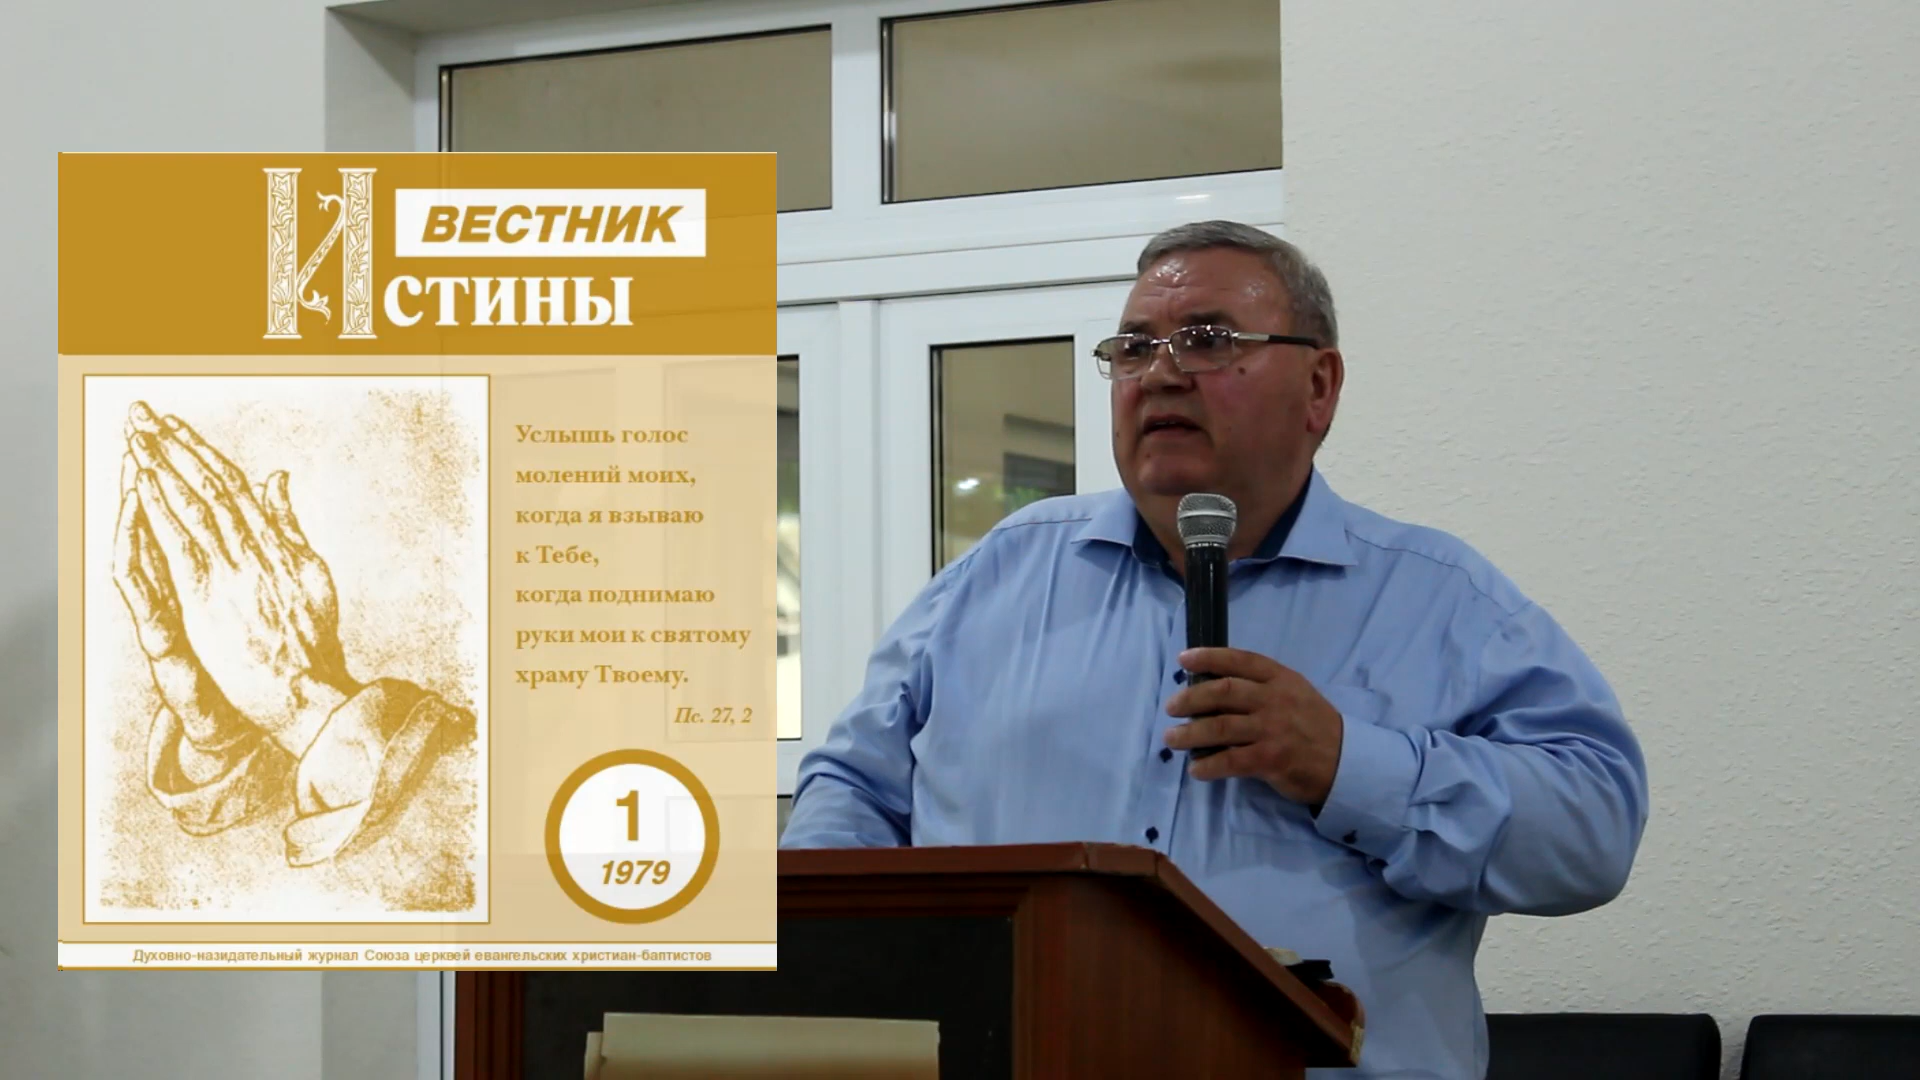 ВЕСТНИК
Истины
Услышь голос
молений моих,
когда я взываю
к Тебе,
когда поднимаю
руки мои к святому
храму Твоему.
Пс. 27, 2
1
1979
Духовно-назидательный журнал Союза церквей евангельских христиан-баптистов